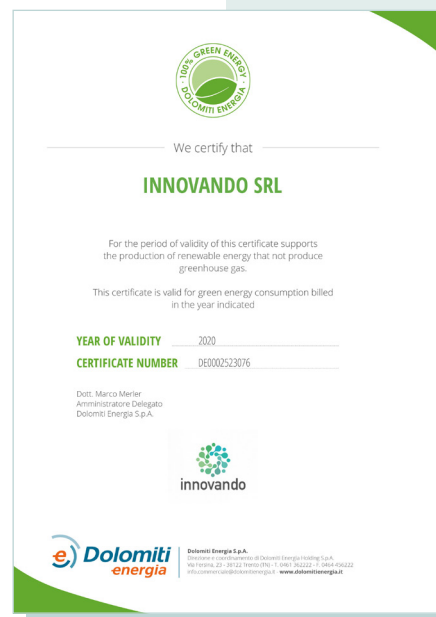 100% GREEN ENERGY
DOLOMITI ENERGIA
We certify that
INNOVANDO SRL
For the period of validity of this certificate supports
the production of renewable energy that not produce
greenhouse gas.
This certificate is valid for green energy consumption billed
in the year indicated
YEAR OF VALIDITY 2020
CERTIFICATE NUMBER DE0002523076
Dott. Marco Merler
Amministratore Delegato
Dolomiti Energia S.p.A.
innovando
e) Dolomiti
energia
Dolomiti Energia S.p.A.
Direzione e coordinamento di Dolomiti Energia Holding S.p.A.
Via Fersina, 23 - 38122 Trento (TN) - T. 0461 362222 - F. 0464 456222
info.commerciale@dolomitienergia.it - www.dolomitienergia.it